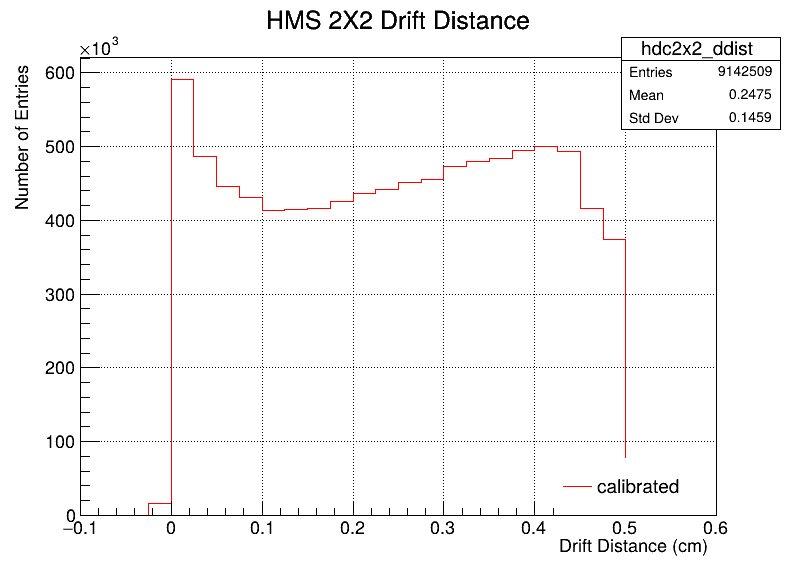 HMS 2X2 Drift Distance
×10³
hdc2x2_ddist
Entries 9142509
Mean 0.2475
Std Dev 0.1459
Number of Entries
600
500
400
300
200
100
0
−0.1 0 0.1 0.2 0.3 0.4 0.5 0.6
calibrated
Drift Distance (cm)